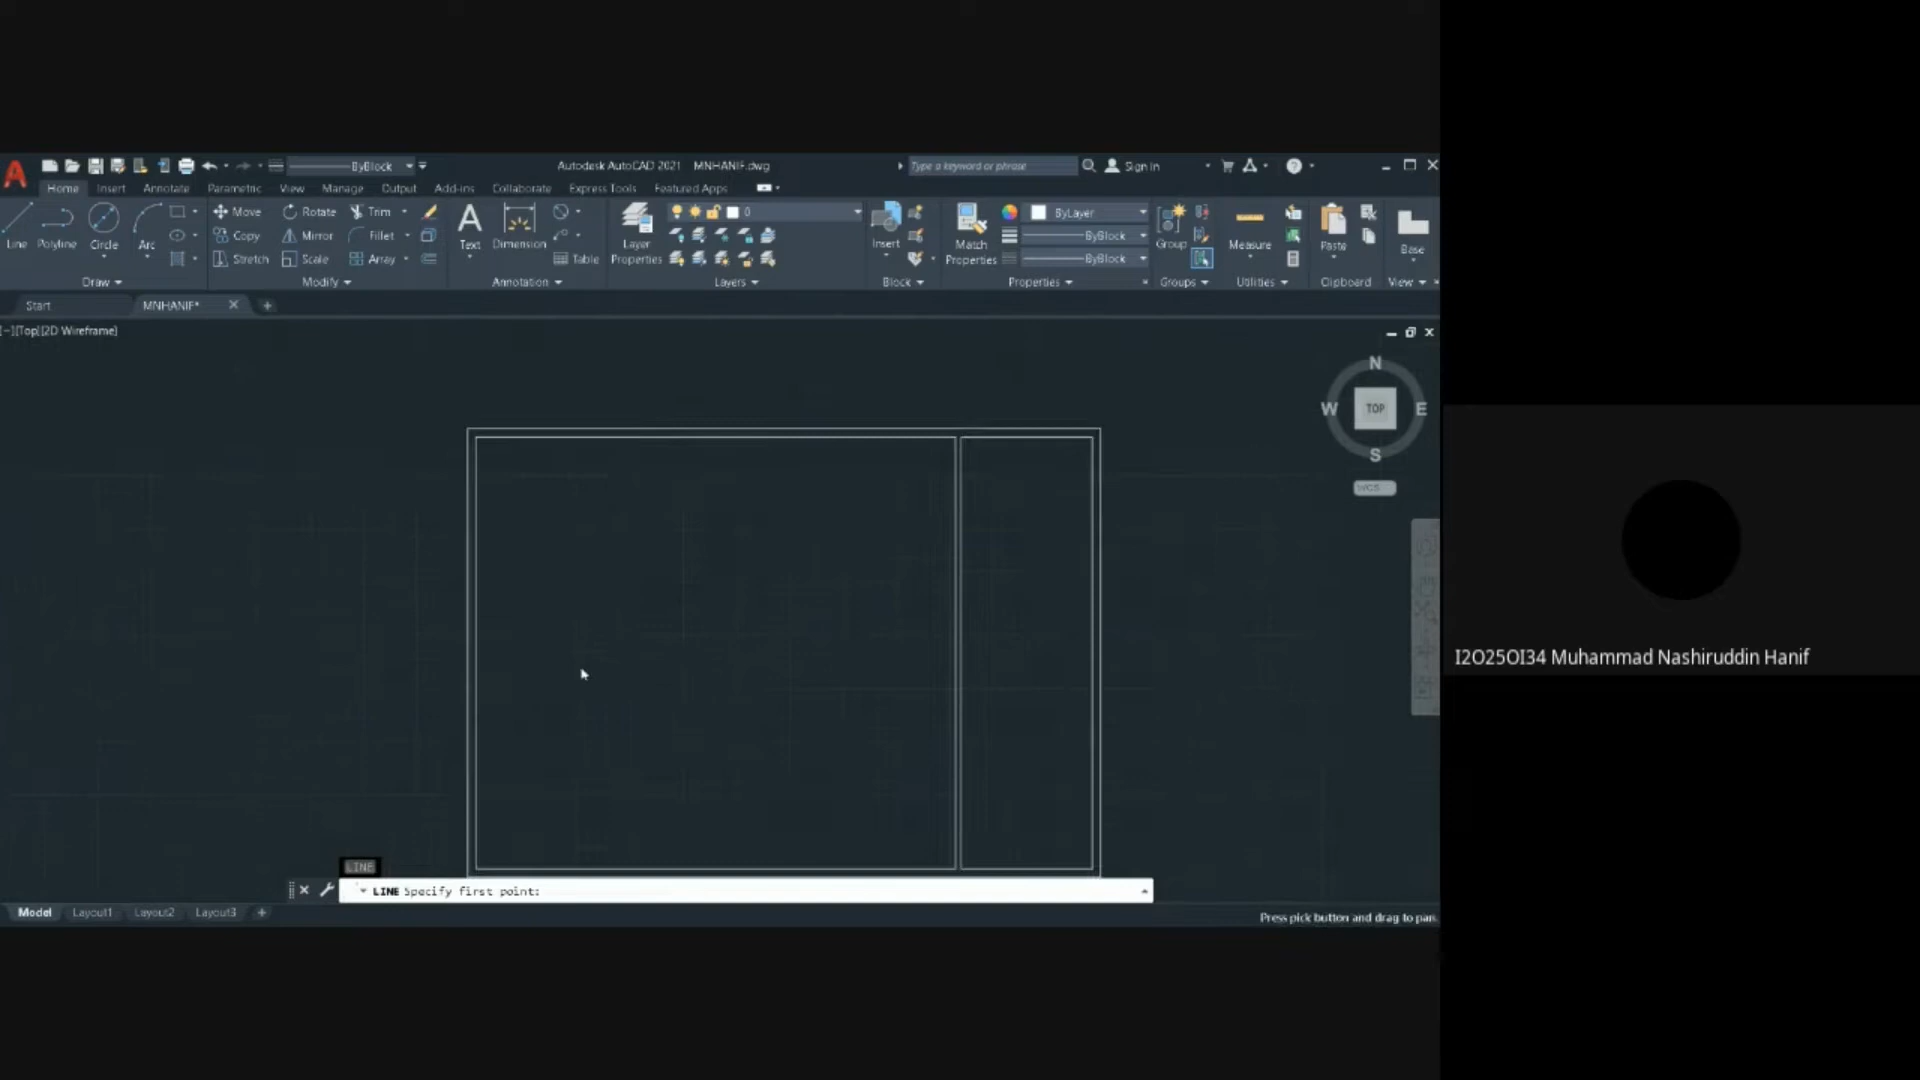 ByBlock
Autodesk AutoCAD 2021 MNHANIF.dwg
Type a keyword or phrase
Sign In
Home Insert Annotate Parametric View Manage Output Add-ins Collaborate Express Tools Featured Apps
Line Polyline Circle Arc
Move Rotate Trim
Copy Mirror Fillet
Stretch Scale Array
Text Dimension Table
Layer Properties
0
Insert
Match Properties
ByLayer
ByBlock
ByBlock
Group
Measure
Paste
Base
Draw Modify Annotation Layers Block Properties Groups Utilities Clipboard View
Start MNHANIF*
[−][Top][2D Wireframe]
N
W TOP E
S
WCS
I2O25OI34 Muhammad Nashiruddin Hanif
LINE
LINE Specify first point:
Model Layout1 Layout2 Layout3
Press pick button and drag to pan.